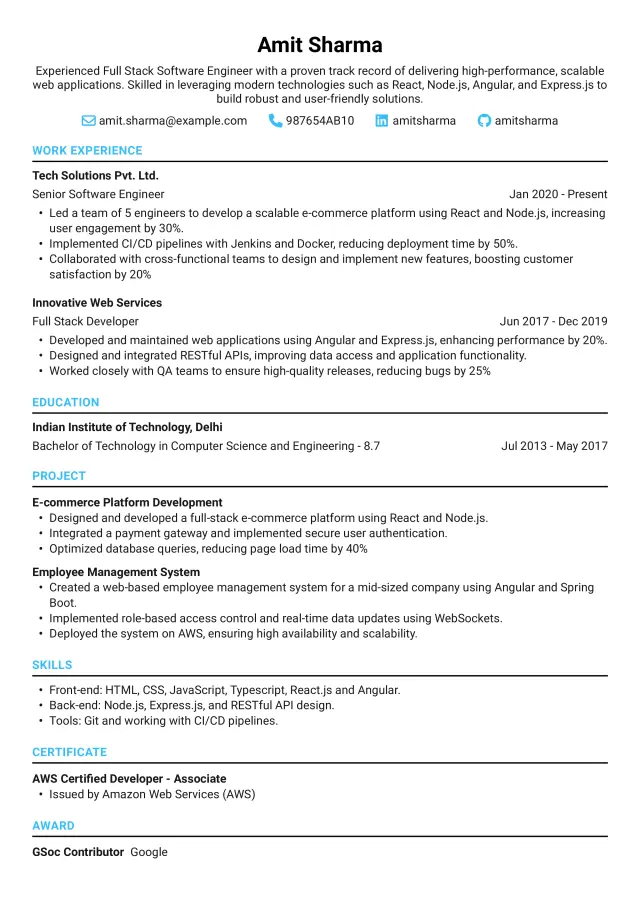 Amit Sharma
Experienced Full Stack Software Engineer with a proven track record of delivering high-performance, scalable
web applications. Skilled in leveraging modern technologies such as React, Node.js, Angular, and Express.js to
build robust and user-friendly solutions.
amit.sharma@example.com 987654AB10 amitsharma amitsharma
WORK EXPERIENCE
Tech Solutions Pvt. Ltd.
Senior Software Engineer Jan 2020 - Present
• Led a team of 5 engineers to develop a scalable e-commerce platform using React and Node.js, increasing
user engagement by 30%.
• Implemented CI/CD pipelines with Jenkins and Docker, reducing deployment time by 50%.
• Collaborated with cross-functional teams to design and implement new features, boosting customer
satisfaction by 20%
Innovative Web Services
Full Stack Developer Jun 2017 - Dec 2019
• Developed and maintained web applications using Angular and Express.js, enhancing performance by 20%.
• Designed and integrated RESTful APIs, improving data access and application functionality.
• Worked closely with QA teams to ensure high-quality releases, reducing bugs by 25%
EDUCATION
Indian Institute of Technology, Delhi
Bachelor of Technology in Computer Science and Engineering - 8.7 Jul 2013 - May 2017
PROJECT
E-commerce Platform Development
• Designed and developed a full-stack e-commerce platform using React and Node.js.
• Integrated a payment gateway and implemented secure user authentication.
• Optimized database queries, reducing page load time by 40%
Employee Management System
• Created a web-based employee management system for a mid-sized company using Angular and Spring
Boot.
• Implemented role-based access control and real-time data updates using WebSockets.
• Deployed the system on AWS, ensuring high availability and scalability.
SKILLS
• Front-end: HTML, CSS, JavaScript, Typescript, React.js and Angular.
• Back-end: Node.js, Express.js, and RESTful API design.
• Tools: Git and working with CI/CD pipelines.
CERTIFICATE
AWS Certified Developer - Associate
• Issued by Amazon Web Services (AWS)
AWARD
GSoc Contributor Google